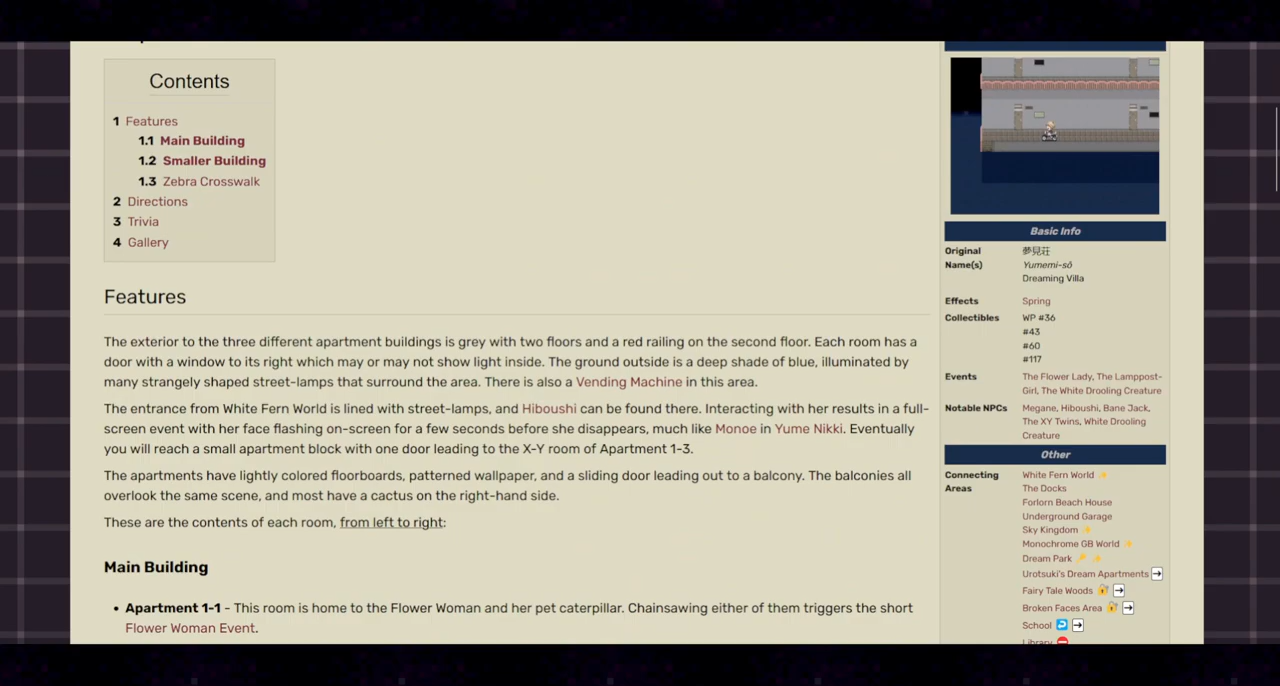 Contents
1 Features
1.1 Main Building
1.2 Smaller Building
1.3 Zebra Crosswalk
2 Directions
3 Trivia
4 Gallery
Features
The exterior to the three different apartment buildings is grey with two floors and a red railing on the second floor. Each room has a
door with a window to its right which may or may not show light inside. The ground outside is a deep shade of blue, illuminated by
many strangely shaped street-lamps that surround the area. There is also a Vending Machine in this area.
The entrance from White Fern World is lined with street-lamps, and Hiboushi can be found there. Interacting with her results in a full-
screen event with her face flashing on-screen for a few seconds before she disappears, much like Monoe in Yume Nikki. Eventually
you will reach a small apartment block with one door leading to the X-Y room of Apartment 1-3.
The apartments have lightly colored floorboards, patterned wallpaper, and a sliding door leading out to a balcony. The balconies all
overlook the same scene, and most have a cactus on the right-hand side.
These are the contents of each room, from left to right:
Main Building
• Apartment 1-1 - This room is home to the Flower Woman and her pet caterpillar. Chainsawing either of them triggers the short
Flower Woman Event.
Basic Info
Original Name(s)
夢見荘
Yumemi-sō
Dreaming Villa
Effects
Spring
Collectibles
WP #36
#43
#60
#117
Events
The Flower Lady, The Lamppost-
Girl, The White Drooling Creature
Notable NPCs
Megane, Hiboushi, Bane Jack,
The XY Twins, White Drooling
Creature
Other
Connecting Areas
White Fern World ✨
The Docks
Forlorn Beach House
Underground Garage
Sky Kingdom ✨
Monochrome GB World ✨
Dream Park 🔑 ✨
Urotsuki's Dream Apartments →
Fairy Tale Woods 🔐 →
Broken Faces Area 🔐 →
School ↩ →
Library ⛔